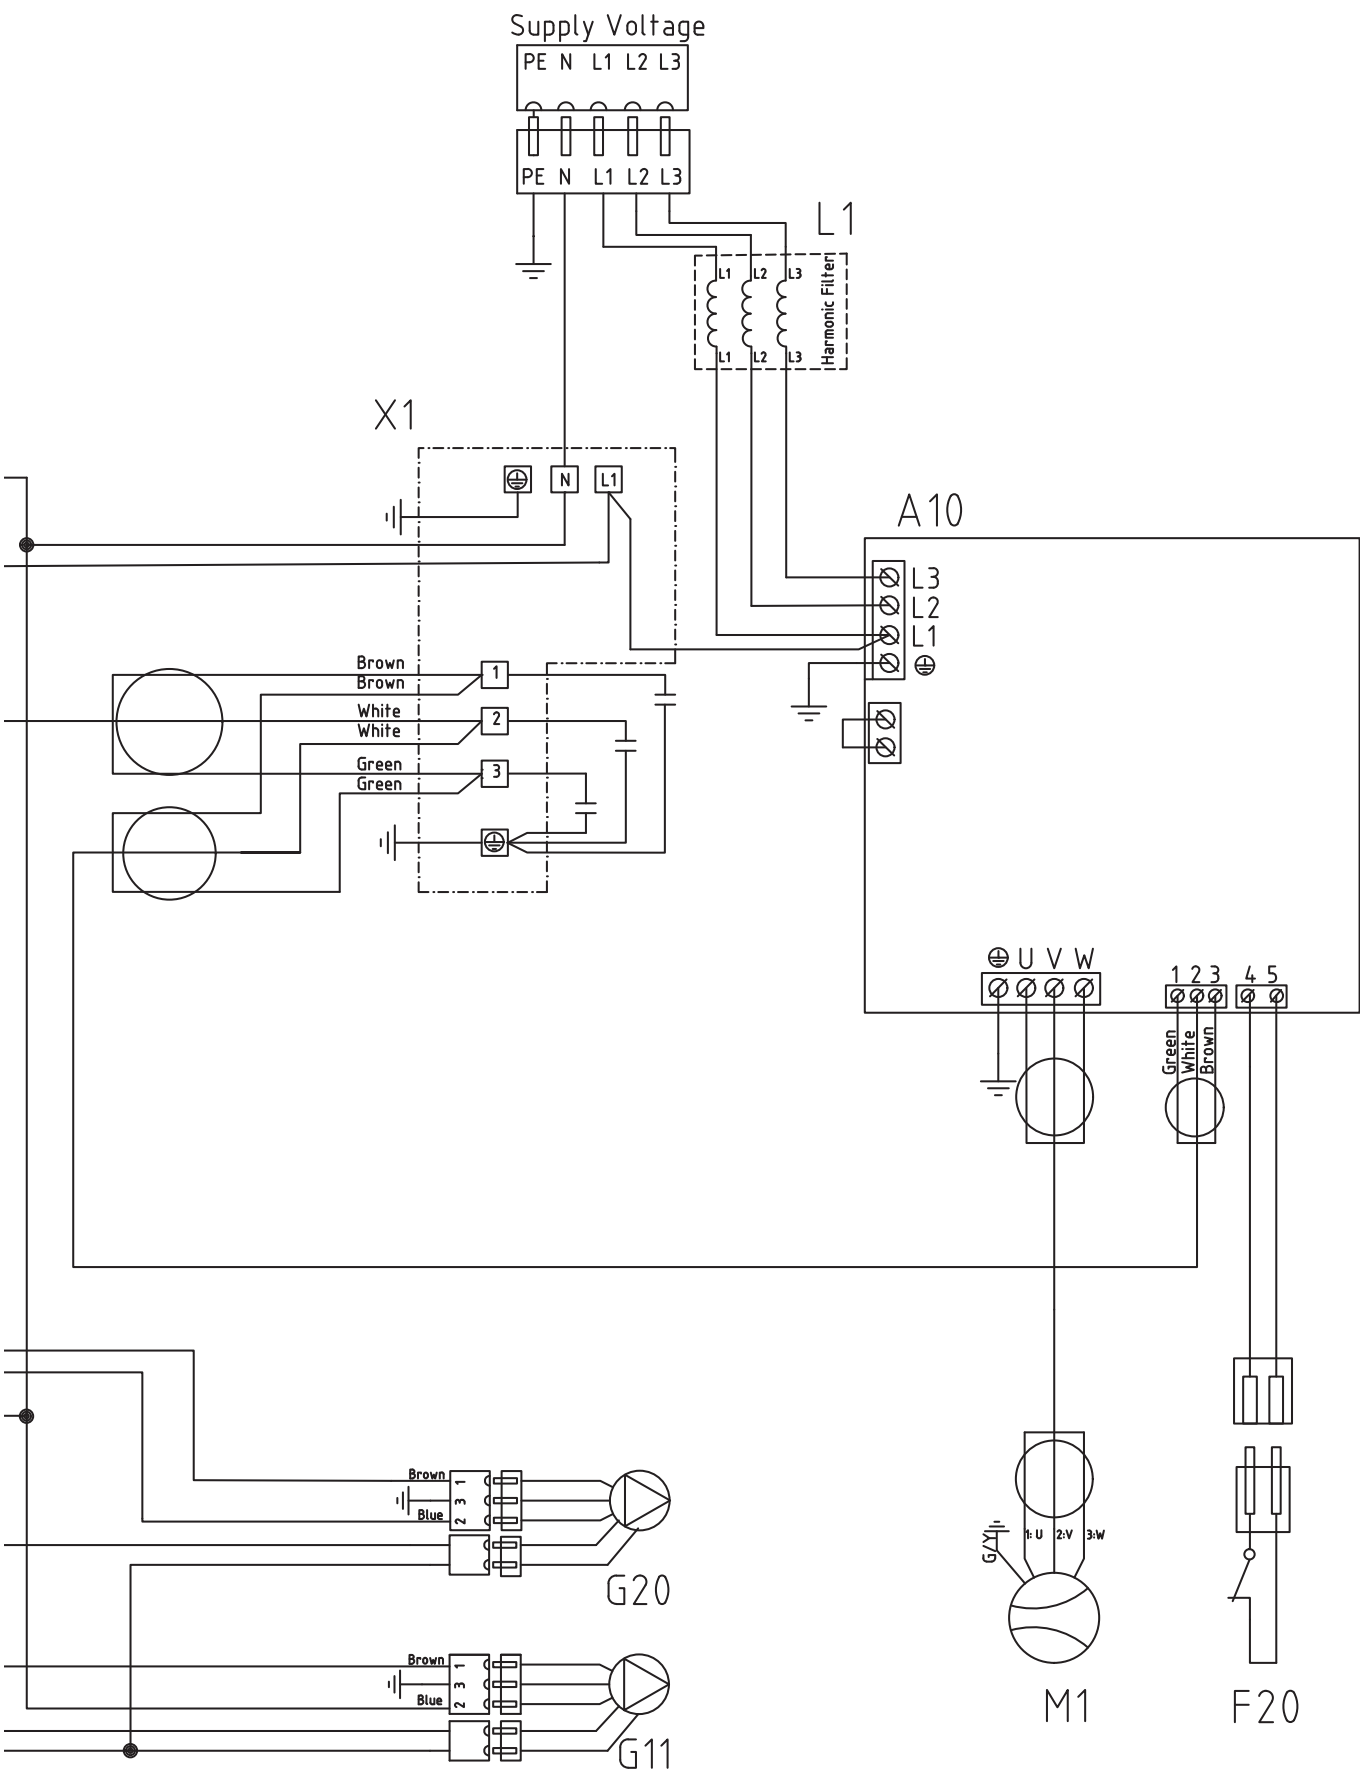 Supply Voltage
PE N L1 L2 L3
PE N L1 L2 L3
L1
L1 L2 L3
Harmonic Filter
L1 L2 L3
X1
N L1
A10
L3
L2
L1
Brown
Brown
1
White
White
2
Green
Green
3
U V W
1 2 3 4 5
Green
White
Brown
Brown
1
3
Blue
2
G20
G/Y
1: U 2:V 3:W
Brown
1
3
Blue
2
G11
M1
F20